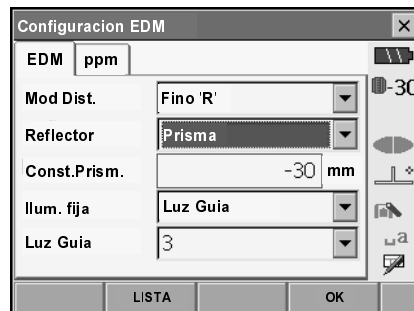 Configuracion EDM
EDM ppm
Mod Dist. Fino 'R'
Reflector Prisma
Const.Prism. -30 mm
Ilum. fija Luz Guia
Luz Guia 3
-30
a
LISTA OK